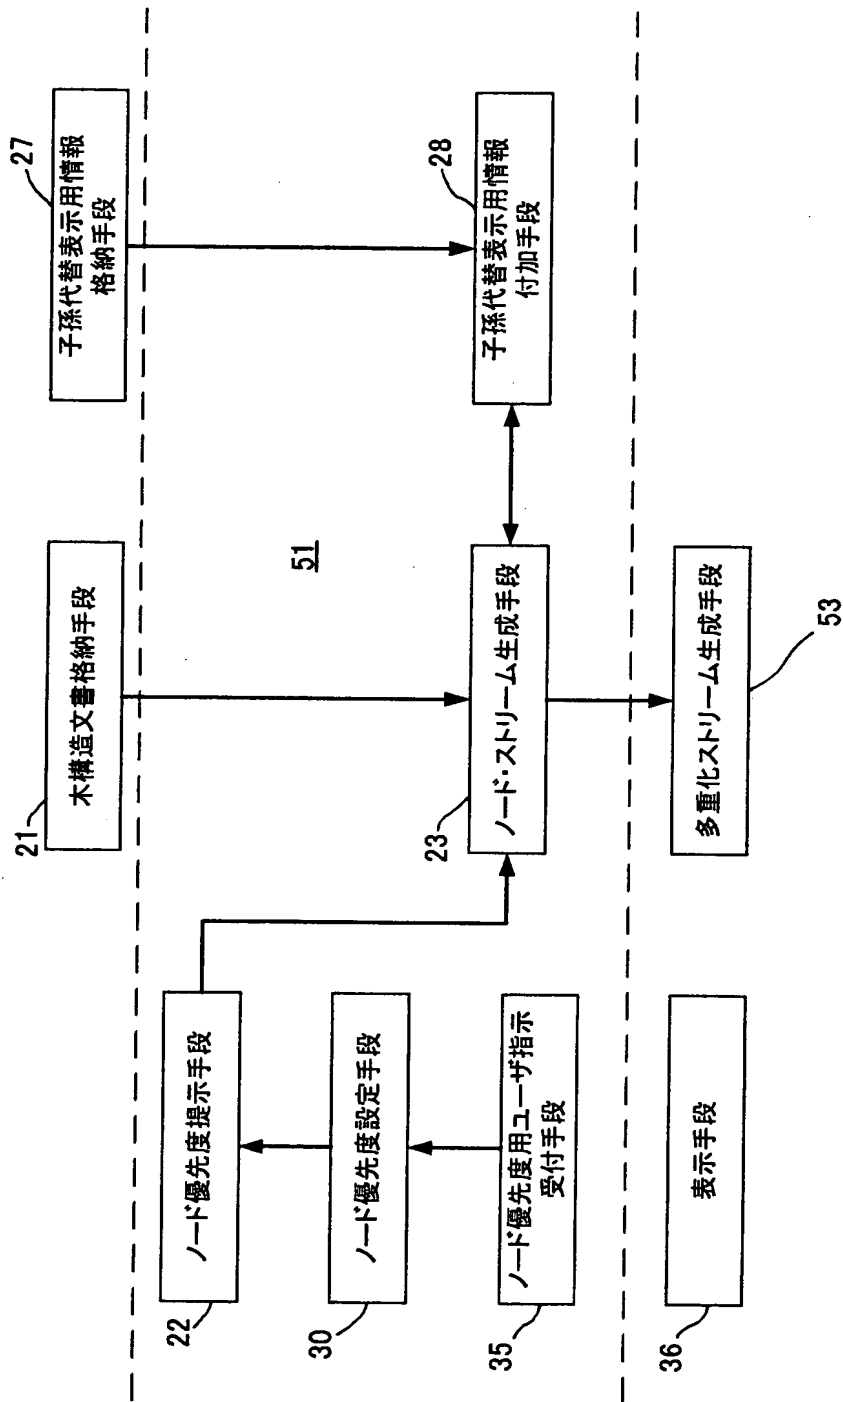 27
子孫代替表示用情報
格納手段
21
木構造文書格納手段
51
28
子孫代替表示用情報
付加手段
23
ノード・ストリーム生成手段
22
ノード優先度提示手段
30
ノード優先度設定手段
35
ノード優先度用ユーザ指示
受付手段
53
多重化ストリーム生成手段
36
表示手段